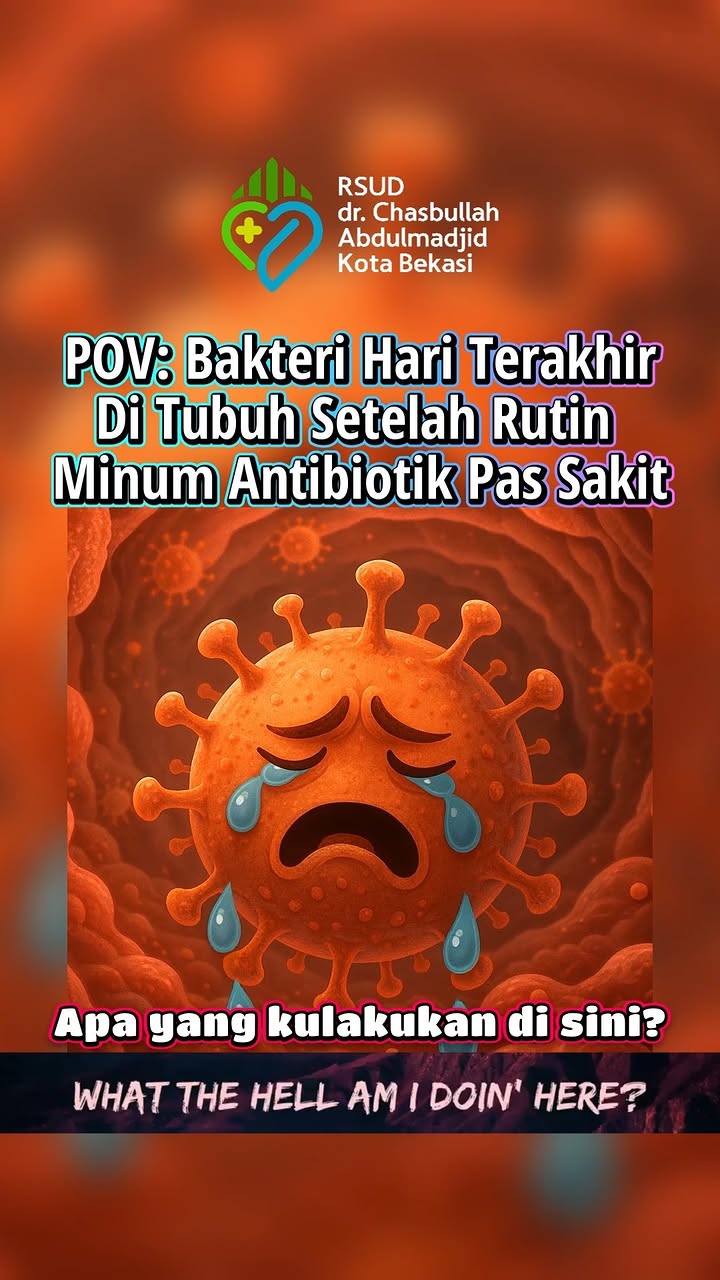 RSUD
dr. Chasbullah
Abdulmadjid
Kota Bekasi
POV: Bakteri Hari Terakhir
Di Tubuh Setelah Rutin
Minum Antibiotik Pas Sakit
Apa yang kulakukan di sini?
WHAT THE HELL AM I DOIN' HERE?